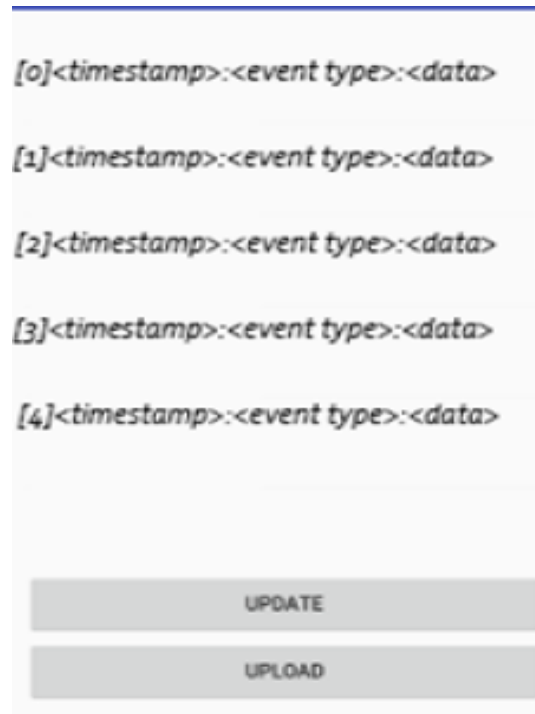 [0]<timestamp>:<event type>:<data>
[1]<timestamp>:<event type>:<data>
[2]<timestamp>:<event type>:<data>
[3]<timestamp>:<event type>:<data>
[4]<timestamp>:<event type>:<data>
UPDATE
UPLOAD